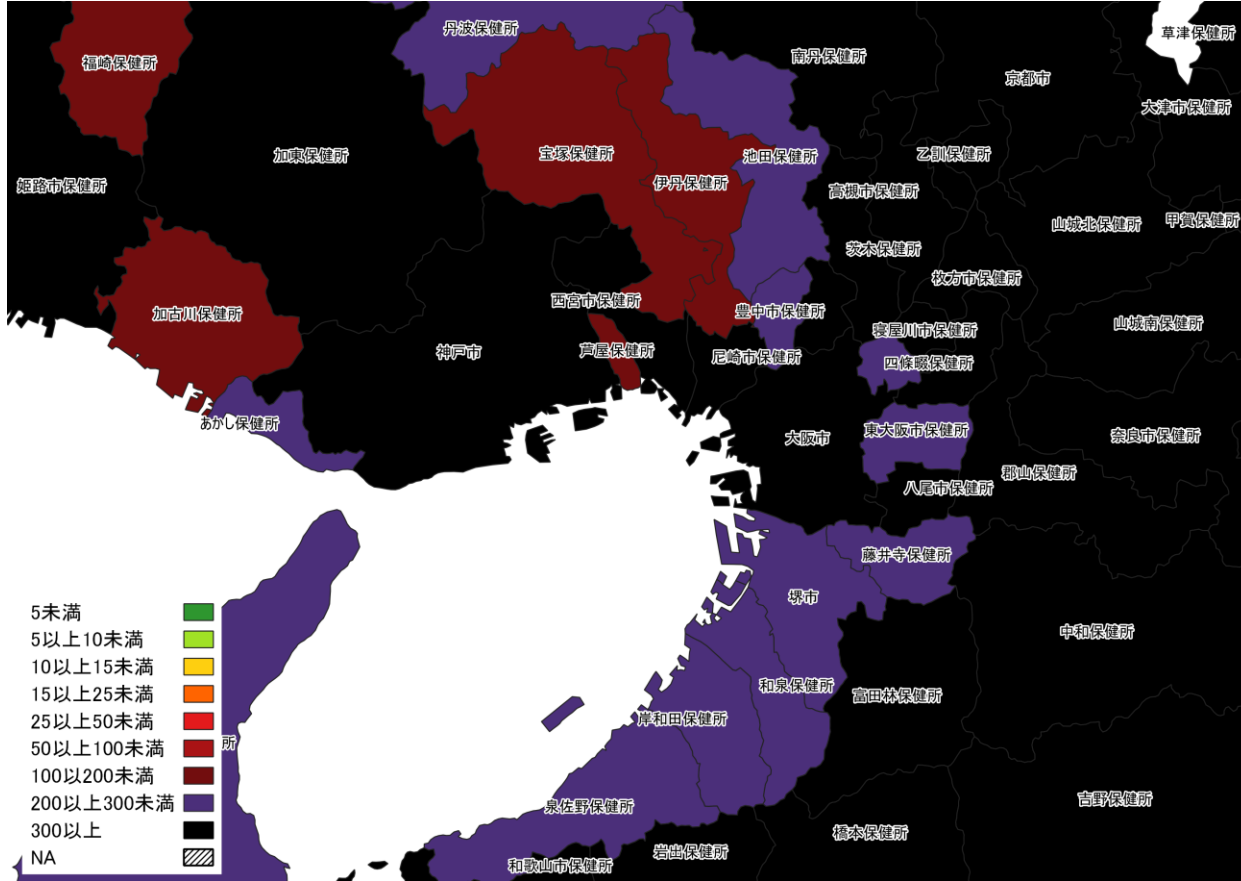 丹波保健所
草津保健所
南丹保健所
福崎保健所
京都市
大津市保健所
加東保健所
宝塚保健所
池田保健所
乙訓保健所
姫路市保健所
伊丹保健所
高槻市保健所
山城北保健所
甲賀保健所
茨木保健所
枚方市保健所
西宮市保健所
加古川保健所
豊中市保健所
山城南保健所
寝屋川市保健所
神戸市
芦屋保健所
尼崎市保健所
四條畷保健所
あかし保健所
大阪市
東大阪市保健所
奈良市保健所
郡山保健所
八尾市保健所
藤井寺保健所
堺市
中和保健所
和泉保健所
富田林保健所
岸和田保健所
所
吉野保健所
泉佐野保健所
橋本保健所
岩出保健所
和歌山市保健所
5未満
5以上10未満
10以上15未満
15以上25未満
25以上50未満
50以上100未満
100以200未満
200以上300未満
300以上
NA